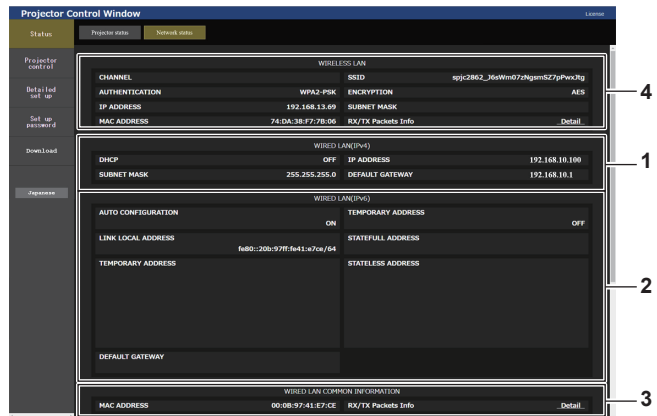 Projector Control Window
License
Status
Projector status
Network status
Projector control
Detailed set up
Set up password
Download
Japanese
WIRELESS LAN
CHANNEL
SSID spjc2862_J6sWm07zNgsmSZ7pPwxJtg
AUTHENTICATION WPA2-PSK
ENCRYPTION AES
IP ADDRESS 192.168.13.69
SUBNET MASK
MAC ADDRESS 74:DA:38:F7:7B:06
RX/TX Packets Info Detail
4
WIRED LAN(IPv4)
DHCP OFF
IP ADDRESS 192.168.10.100
SUBNET MASK 255.255.255.0
DEFAULT GATEWAY 192.168.10.1
1
WIRED LAN(IPv6)
AUTO CONFIGURATION
ON
TEMPORARY ADDRESS
OFF
LINK LOCAL ADDRESS
fe80::20b:97ff:fe41:e7ce/64
STATEFULL ADDRESS
TEMPORARY ADDRESS
STATELESS ADDRESS
DEFAULT GATEWAY
2
WIRED LAN COMMON INFORMATION
MAC ADDRESS 00:0B:97:41:E7:CE
RX/TX Packets Info Detail
3